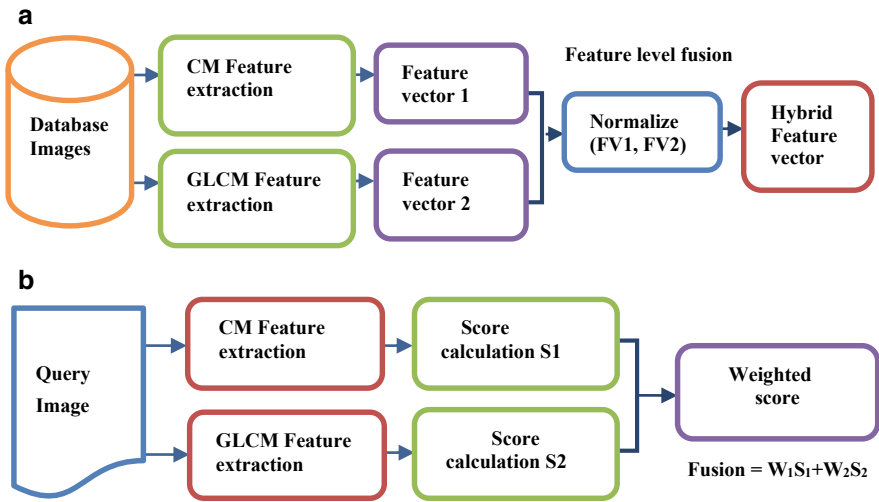 a
Database
Images
CM Feature
extraction
Feature
vector 1
GLCM Feature
extraction
Feature
vector 2
Feature level fusion
Normalize
(FV1, FV2)
Hybrid
Feature
vector
b
Query
Image
CM Feature
extraction
Score
calculation S1
GLCM Feature
extraction
Score
calculation S2
Weighted
score
Fusion = W₁S₁+W₂S₂